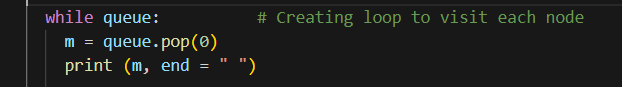 while queue:          # Creating loop to visit each node
  m = queue.pop(0)
  print (m, end = " ")